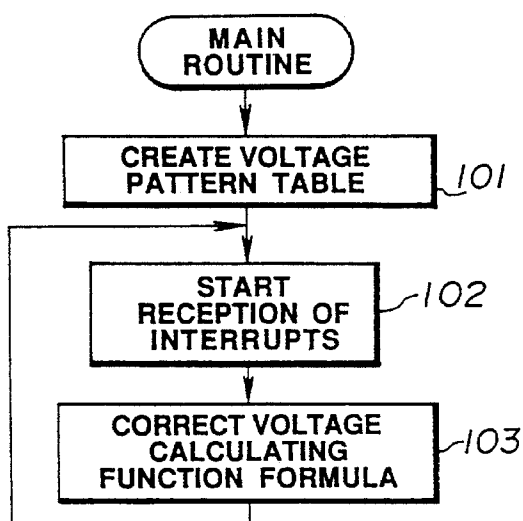 MAIN
ROUTINE
CREATE VOLTAGE
PATTERN TABLE
101
START
RECEPTION OF
INTERRUPTS
102
CORRECT VOLTAGE
CALCULATING
FUNCTION FORMULA
103